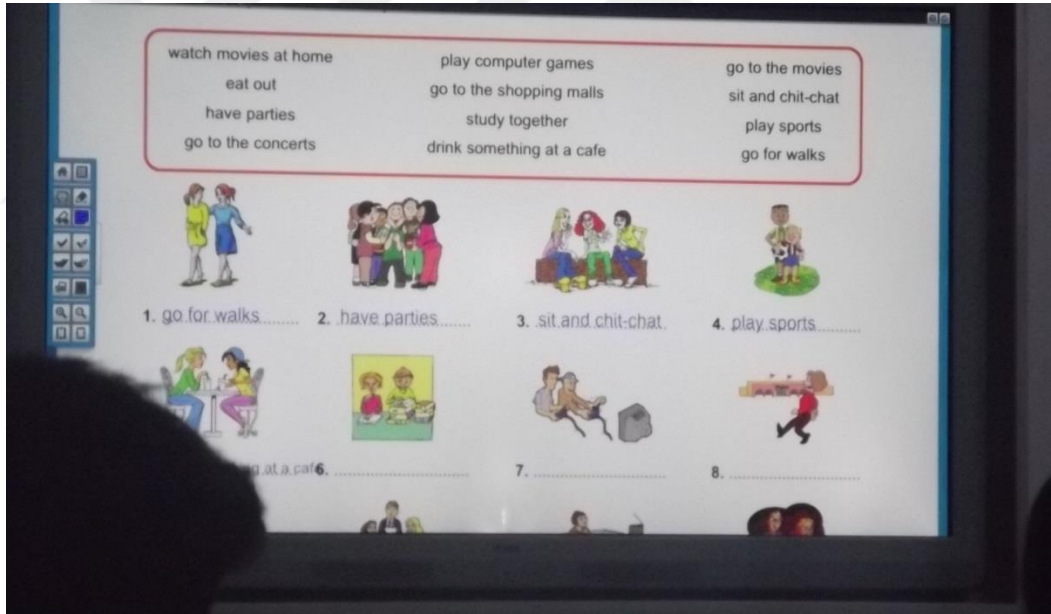 watch movies at home
eat out
have parties
go to the concerts
play computer games
go to the shopping malls
study together
drink something at a cafe
go to the movies
sit and chit-chat
play sports
go for walks
1. go for walks
2. have parties
3. sit and chit-chat
4. play sports
at a cafe
6.
7.
8.